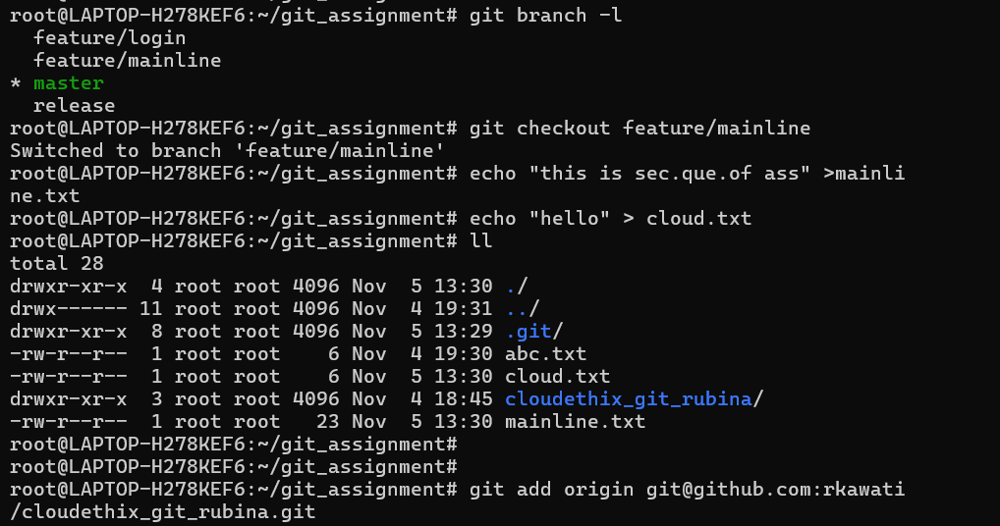 root@LAPTOP-H278KEF6:~/git_assignment# git branch -l
  feature/login
  feature/mainline
* master
  release
root@LAPTOP-H278KEF6:~/git_assignment# git checkout feature/mainline
Switched to branch 'feature/mainline'
root@LAPTOP-H278KEF6:~/git_assignment# echo "this is sec.que.of ass" >mainli
ne.txt
root@LAPTOP-H278KEF6:~/git_assignment# echo "hello" > cloud.txt
root@LAPTOP-H278KEF6:~/git_assignment# ll
total 28
drwxr-xr-x  4 root root 4096 Nov  5 13:30 ./
drwx------ 11 root root 4096 Nov  4 19:31 ../
drwxr-xr-x  8 root root 4096 Nov  5 13:29 .git/
-rw-r--r--  1 root root    6 Nov  4 19:30 abc.txt
-rw-r--r--  1 root root    6 Nov  5 13:30 cloud.txt
drwxr-xr-x  3 root root 4096 Nov  4 18:45 cloudethix_git_rubina/
-rw-r--r--  1 root root   23 Nov  5 13:30 mainline.txt
root@LAPTOP-H278KEF6:~/git_assignment#
root@LAPTOP-H278KEF6:~/git_assignment#
root@LAPTOP-H278KEF6:~/git_assignment# git add origin git@github.com:rkawati
/cloudethix_git_rubina.git